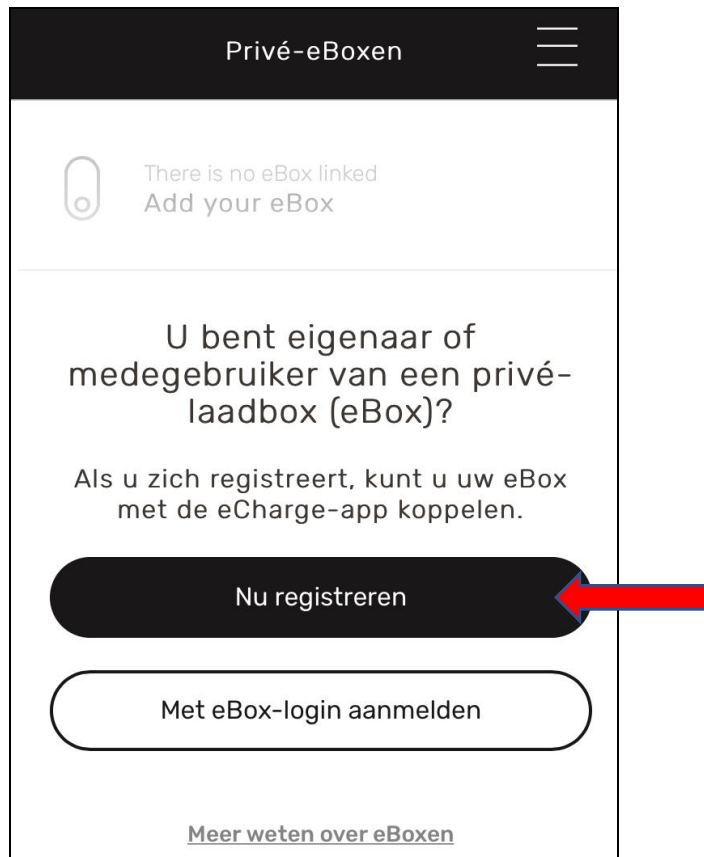 Privé-eBoxen
There is no eBox linked
Add your eBox
U bent eigenaar of
medegebruiker van een privé-
laadbox (eBox)?
Als u zich registreert, kunt u uw eBox
met de eCharge-app koppelen.
Nu registreren
Met eBox-login aanmelden
Meer weten over eBoxen